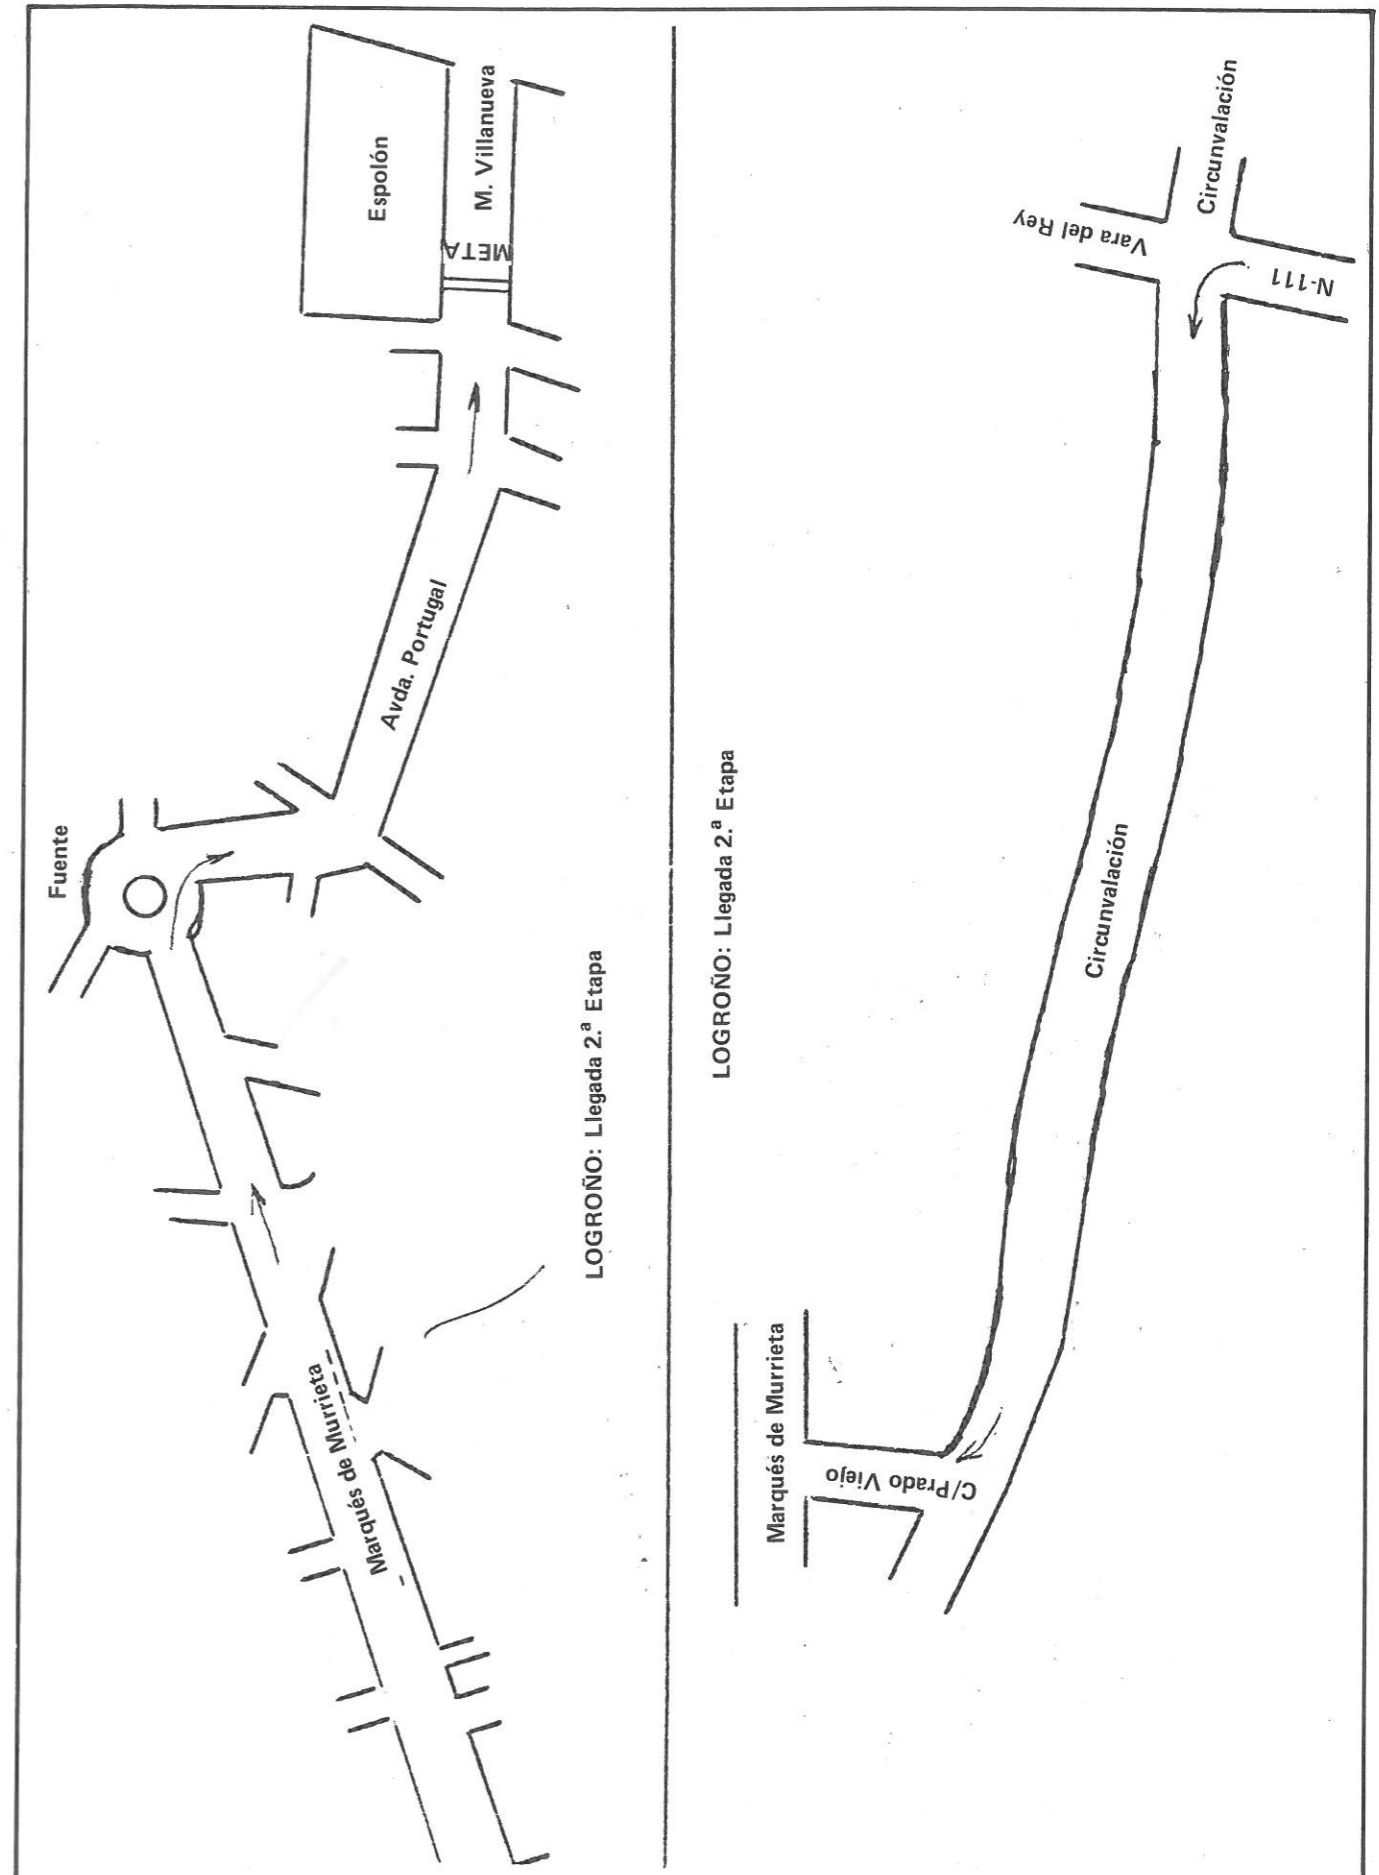 Espolón
M. Villanueva
META
Avda. Portugal
Fuente
Marqués de Murrieta
LOGROÑO: Llegada 2.ª Etapa
LOGROÑO: Llegada 2.ª Etapa
Circunvalación
Vara del Rey
N-111
Circunvalación
Marqués de Murrieta
C/Prado Viejo